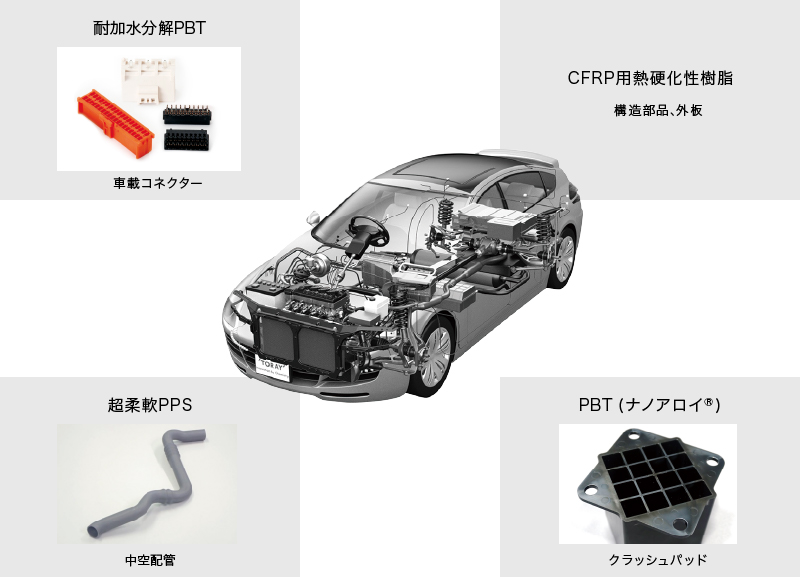 耐加水分解PBT
車載コネクター
CFRP用熱硬化性樹脂
構造部品、外板
TORAY
超柔軟PPS
中空配管
PBT (ナノアロイ®)
クラッシュパッド